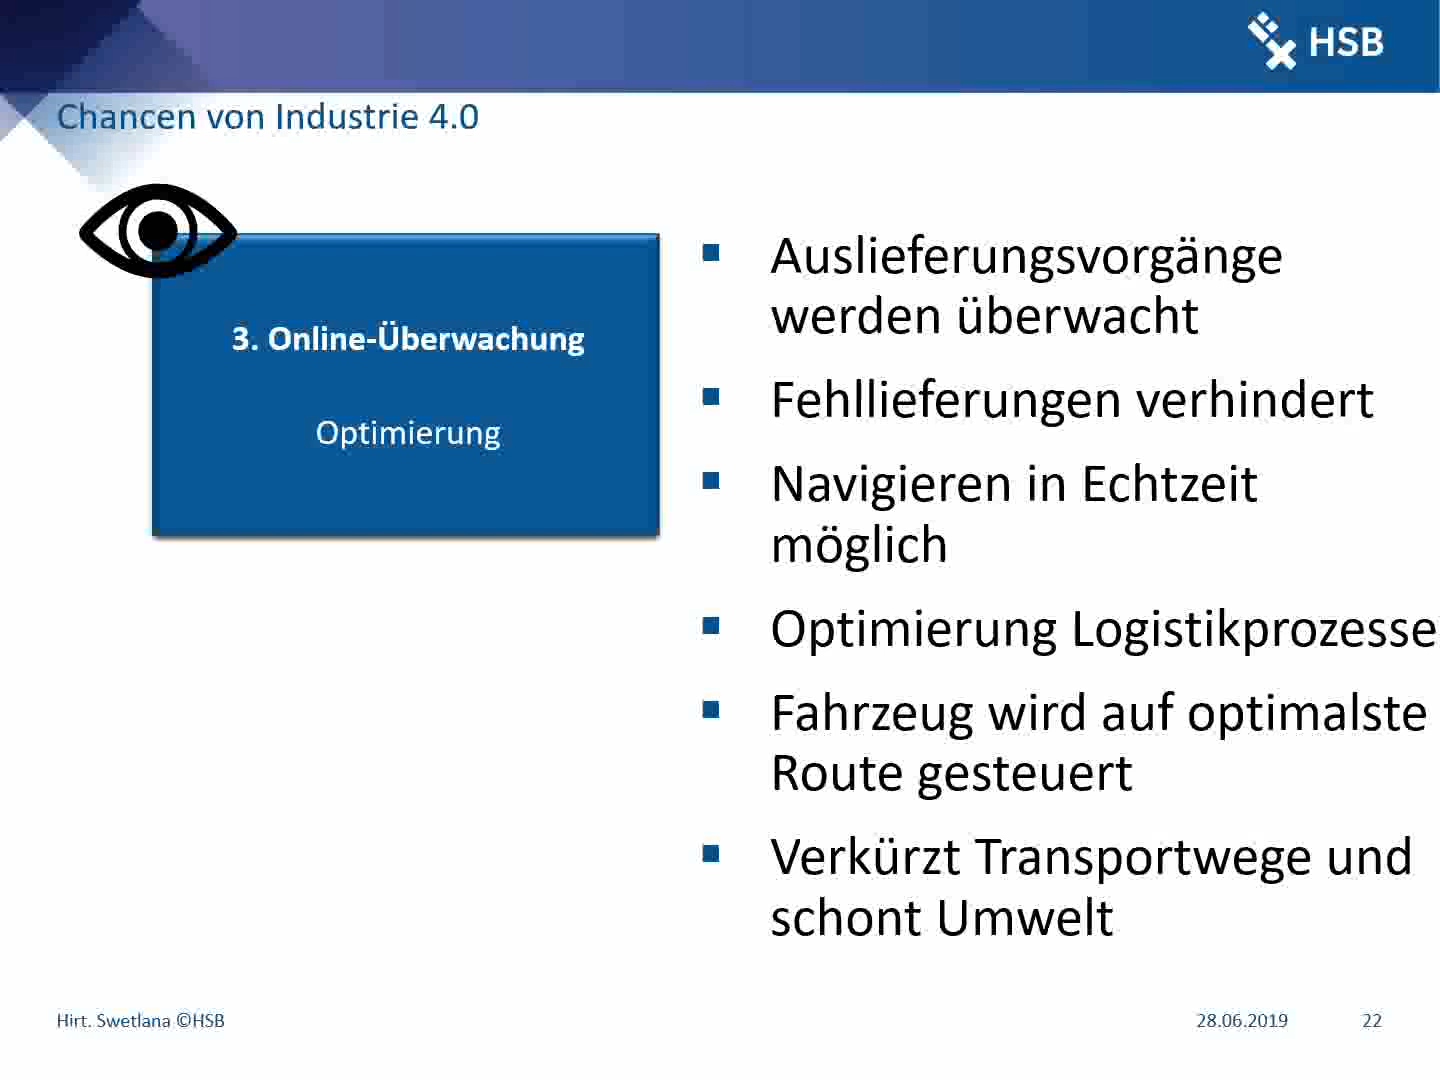 HSB
Chancen von Industrie 4.0
3. Online-Überwachung
Optimierung
Auslieferungsvorgänge
werden überwacht
Fehllieferungen verhindert
Navigieren in Echtzeit
möglich
Optimierung Logistikprozesse
Fahrzeug wird auf optimalste
Route gesteuert
Verkürzt Transportwege und
schont Umwelt
Hirt. Swetlana ©HSB
28.06.2019
22